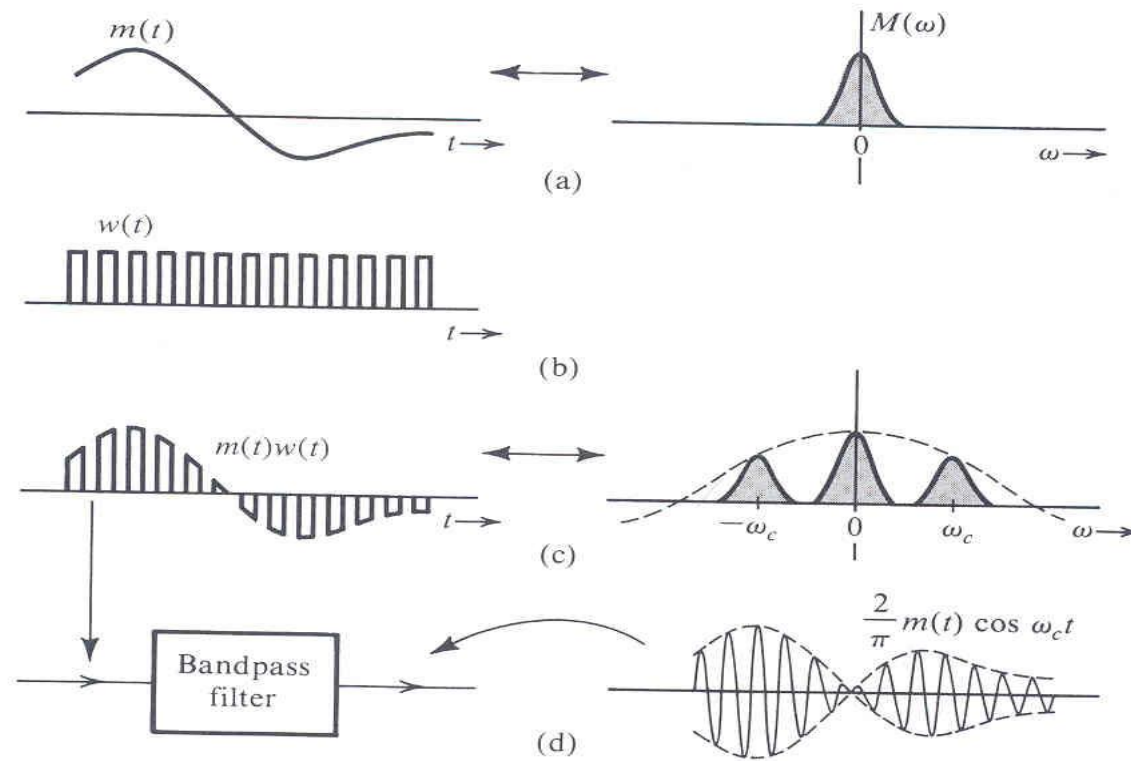 m(t)
M(ω)
t
0
ω
(a)
w(t)
t
(b)
m(t)w(t)
t
−ω_c
0
ω_c
ω
(c)
2/π m(t) cos ω_c t
Bandpass
filter
(d)